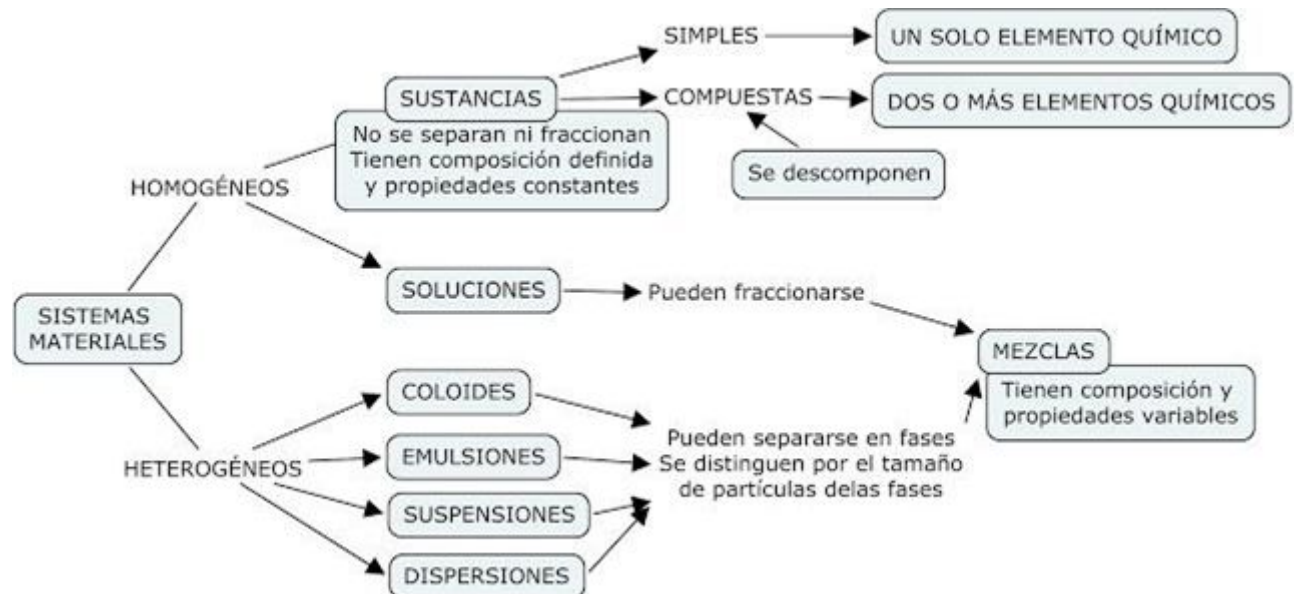 SISTEMAS
MATERIALES
HOMOGÉNEOS
SUSTANCIAS
No se separan ni fraccionan
Tienen composición definida
y propiedades constantes
SIMPLES
UN SOLO ELEMENTO QUÍMICO
COMPUESTAS
DOS O MÁS ELEMENTOS QUÍMICOS
Se descomponen
SOLUCIONES
Pueden fraccionarse
MEZCLAS
Tienen composición y
propiedades variables
HETEROGÉNEOS
COLOIDES
EMULSIONES
SUSPENSIONES
DISPERSIONES
Pueden separarse en fases
Se distinguen por el tamaño
de partículas delas fases